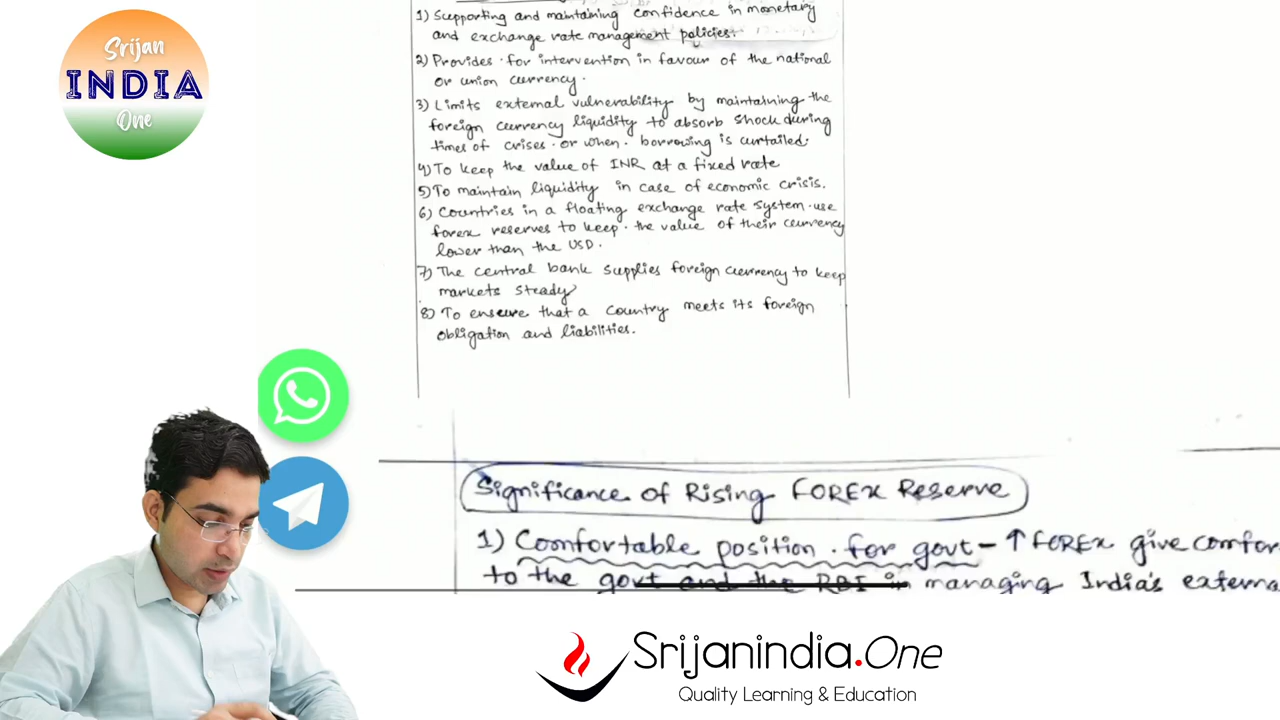 Srijan
INDIA
One
1) Supporting and maintaining confidence in monetary
and exchange rate management policies.
2) Provides for intervention in favour of the national
or union currency.
3) Limits external vulnerability by maintaining the
foreign currency liquidity to absorb shock during
times of crises or when borrowing is curtailed.
4) To keep the value of INR at a fixed rate
5) To maintain liquidity in case of economic crisis.
6) Countries in a floating exchange rate system use
forex reserves to keep the value of their currency
lower than the USD.
7) The central bank supplies foreign currency to keep
markets steady
8) To ensure that a country meets its foreign
obligation and liabilities.
Significance of Rising FOREX Reserve
1) Comfortable position for govt - ↑ FOREX give comfor
to the govt and the RBI in managing India's externa
Srijanindia.One
Quality Learning & Education